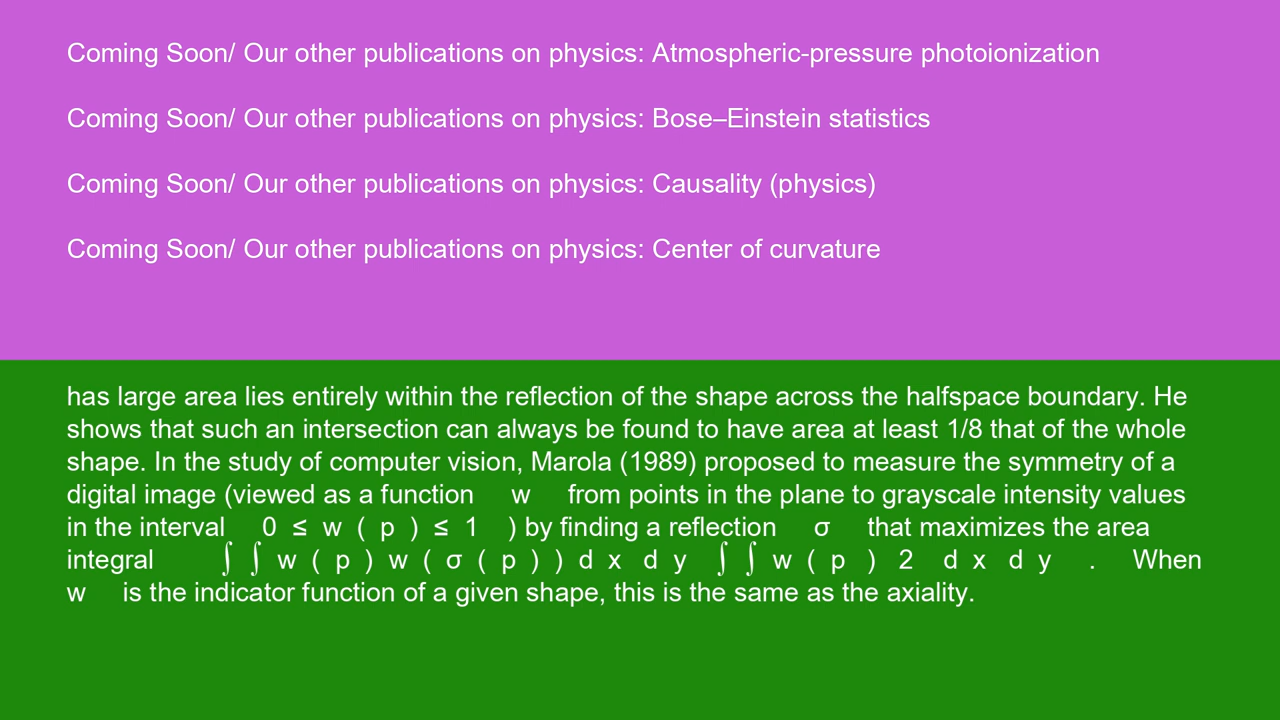 Coming Soon/ Our other publications on physics: Atmospheric-pressure photoionization
Coming Soon/ Our other publications on physics: Bose–Einstein statistics
Coming Soon/ Our other publications on physics: Causality (physics)
Coming Soon/ Our other publications on physics: Center of curvature
has large area lies entirely within the reflection of the shape across the halfspace boundary. He
shows that such an intersection can always be found to have area at least 1/8 that of the whole
shape. In the study of computer vision, Marola (1989) proposed to measure the symmetry of a
digital image (viewed as a function w from points in the plane to grayscale intensity values
in the interval 0 ≤ w ( p ) ≤ 1 ) by finding a reflection σ that maximizes the area
integral ∫ ∫ w ( p ) w ( σ ( p ) ) d x d y ∫ ∫ w ( p ) 2 d x d y . When
w is the indicator function of a given shape, this is the same as the axiality.